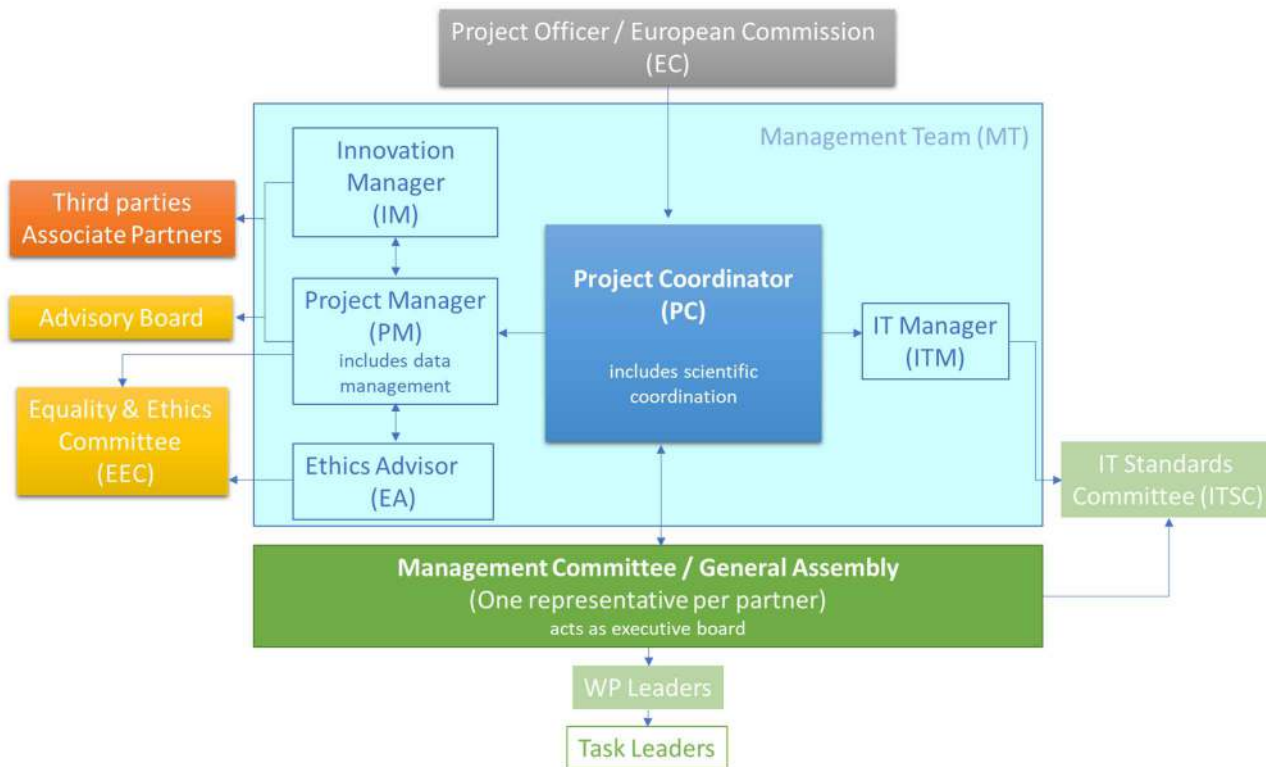 Project Officer / European Commission
(EC)
Management Team (MT)
Innovation
Manager
(IM)
Third parties
Associate Partners
Project Coordinator
(PC)
includes scientific
coordination
Project Manager
(PM)
includes data
management
Advisory Board
IT Manager
(ITM)
Equality & Ethics
Committee
(EEC)
Ethics Advisor
(EA)
IT Standards
Committee (ITSC)
Management Committee / General Assembly
(One representative per partner)
acts as executive board
WP Leaders
Task Leaders